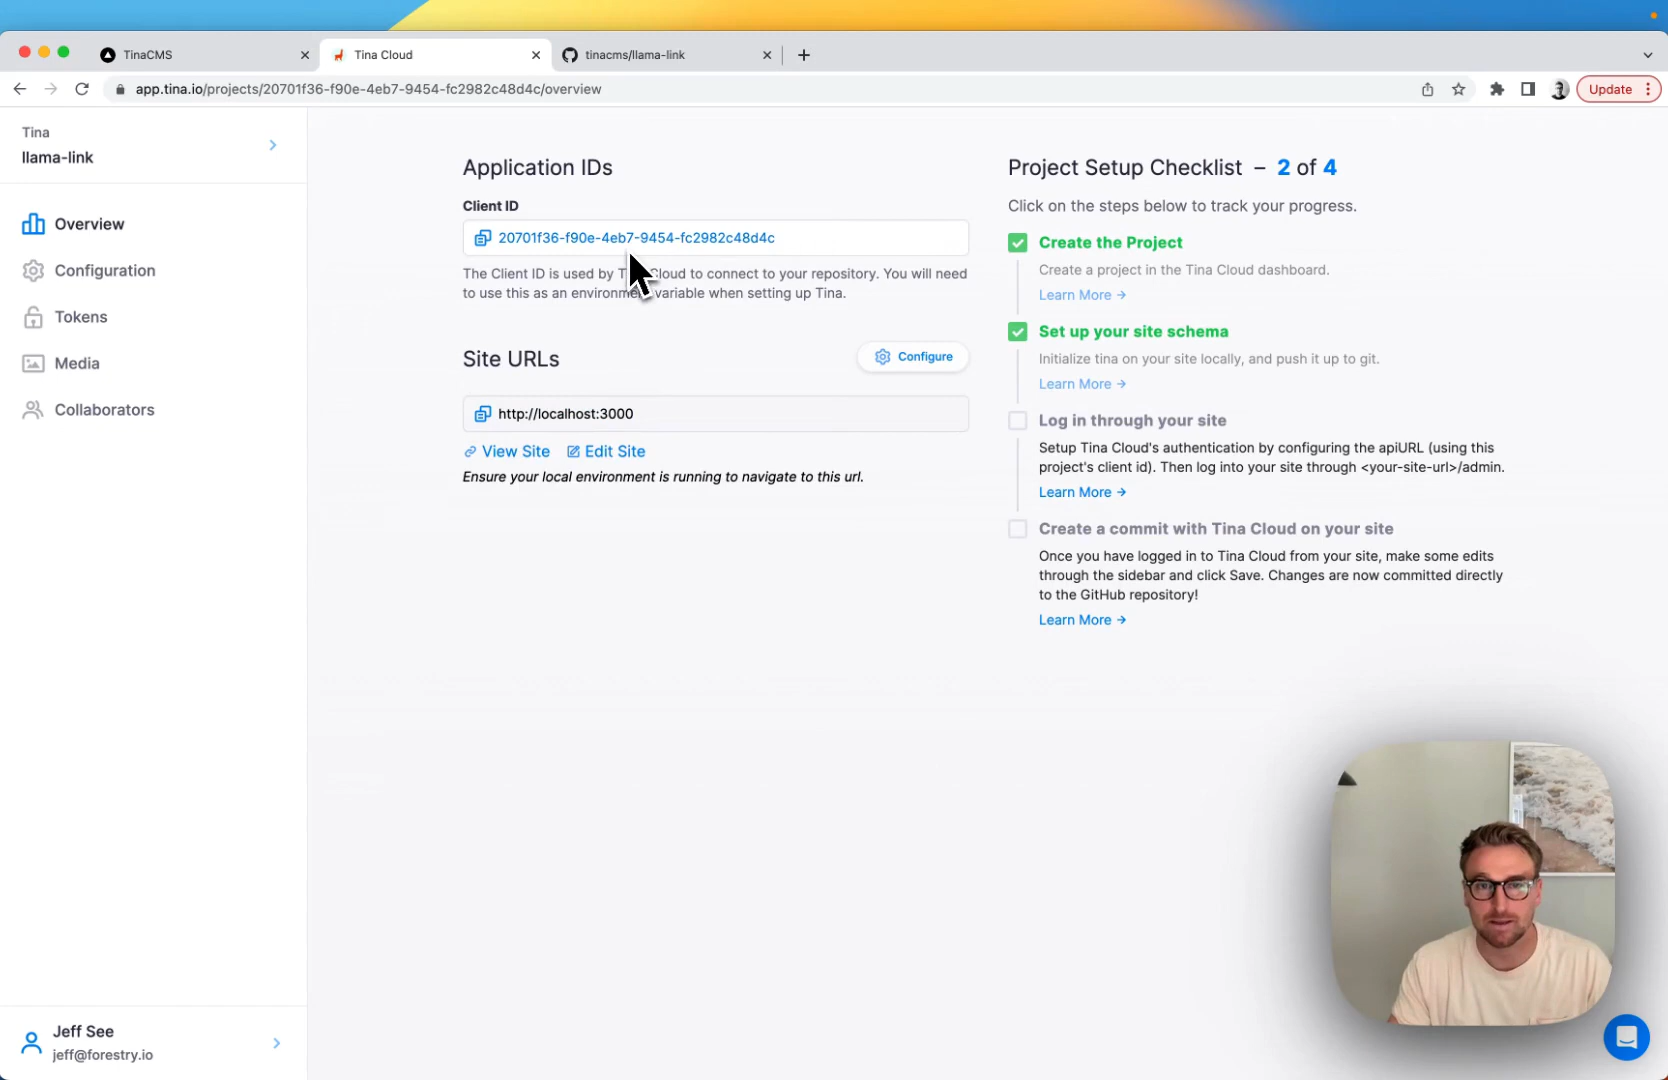 TinaCMS
Tina Cloud
tinacms/llama-link
app.tina.io/projects/20701f36-f90e-4eb7-9454-fc2982c48d4c/overview
Update
Tina
llama-link
Overview
Configuration
Tokens
Media
Collaborators
Jeff See
jeff@forestry.io
Application IDs
Client ID
20701f36-f90e-4eb7-9454-fc2982c48d4c
The Client ID is used by T Cloud to connect to your repository. You will need
to use this as an environment variable when setting up Tina.
Site URLs
Configure
http://localhost:3000
View Site
Edit Site
Ensure your local environment is running to navigate to this url.
Project Setup Checklist – 2 of 4
Click on the steps below to track your progress.
Create the Project
Create a project in the Tina Cloud dashboard.
Learn More →
Set up your site schema
Initialize tina on your site locally, and push it up to git.
Learn More →
Log in through your site
Setup Tina Cloud's authentication by configuring the apiURL (using this
project's client id). Then log into your site through <your-site-url>/admin.
Learn More →
Create a commit with Tina Cloud on your site
Once you have logged in to Tina Cloud from your site, make some edits
through the sidebar and click Save. Changes are now committed directly
to the GitHub repository!
Learn More →